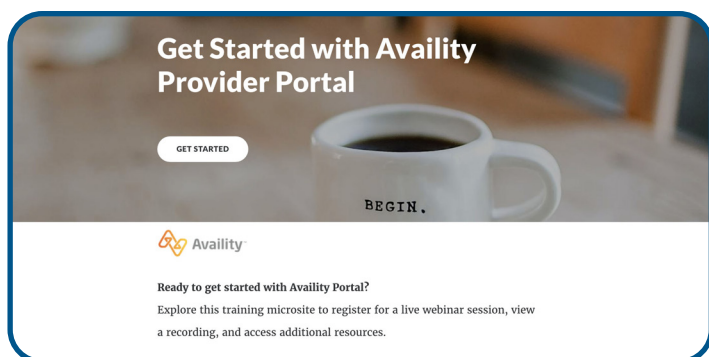 Get Started with Availity
Provider Portal
GET STARTED
BEGIN.
Availity
Ready to get started with Availity Portal?
Explore this training microsite to register for a live webinar session, view
a recording, and access additional resources.